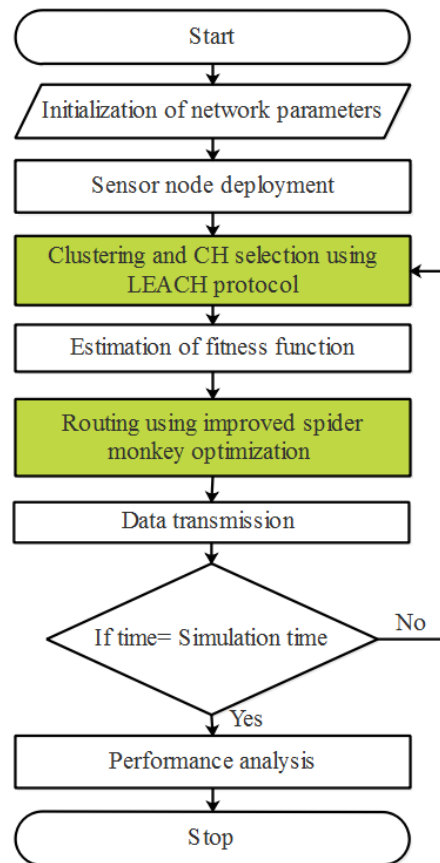 Start
Initialization of network parameters
Sensor node deployment
Clustering and CH selection using
LEACH protocol
Estimation of fitness function
Routing using improved spider
monkey optimization
Data transmission
If time= Simulation time
No
Yes
Performance analysis
Stop